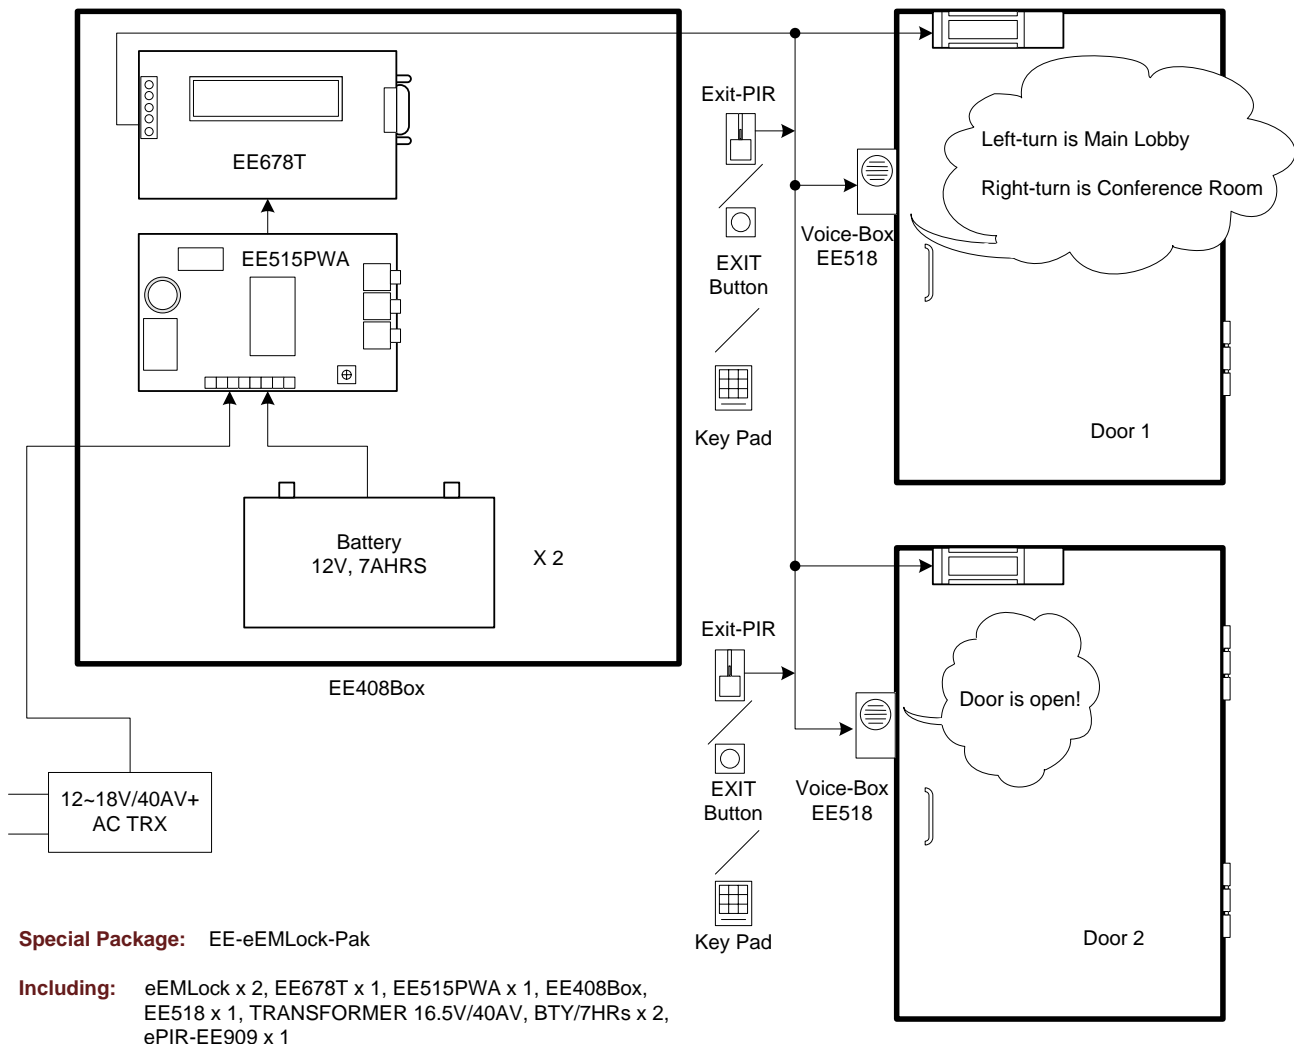 EE678T
EE515PWA
Battery
12V, 7AHRS
X 2
EE408Box
12~18V/40AV+
AC TRX
Exit-PIR
EXIT
Button
Key Pad
Voice-Box
EE518
Left-turn is Main Lobby
Right-turn is Conference Room
Door 1
Exit-PIR
EXIT
Button
Key Pad
Voice-Box
EE518
Door is open!
Door 2
Special Package: EE-eEMLock-Pak
Including: eEMLock x 2, EE678T x 1, EE515PWA x 1, EE408Box,
EE518 x 1, TRANSFORMER 16.5V/40AV, BTY/7HRs x 2,
ePIR-EE909 x 1